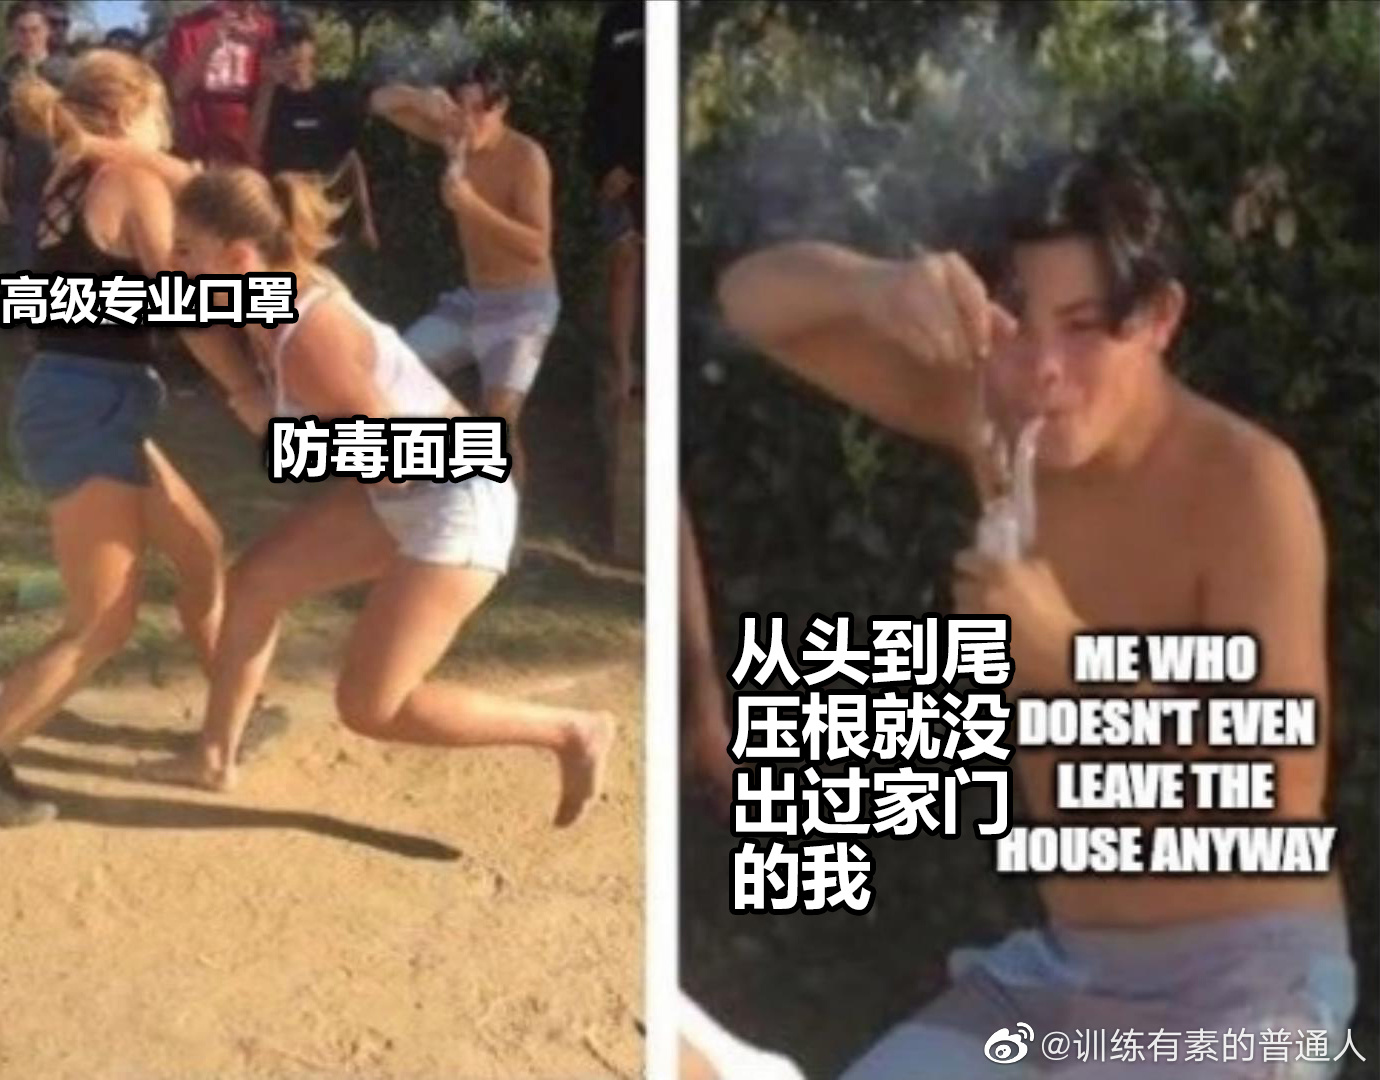 高级专业口罩
防毒面具
从头到尾
压根就没
出过家门
的我
ME WHO
DOESN'T EVEN
LEAVE THE
HOUSE ANYWAY
@训练有素的普通人